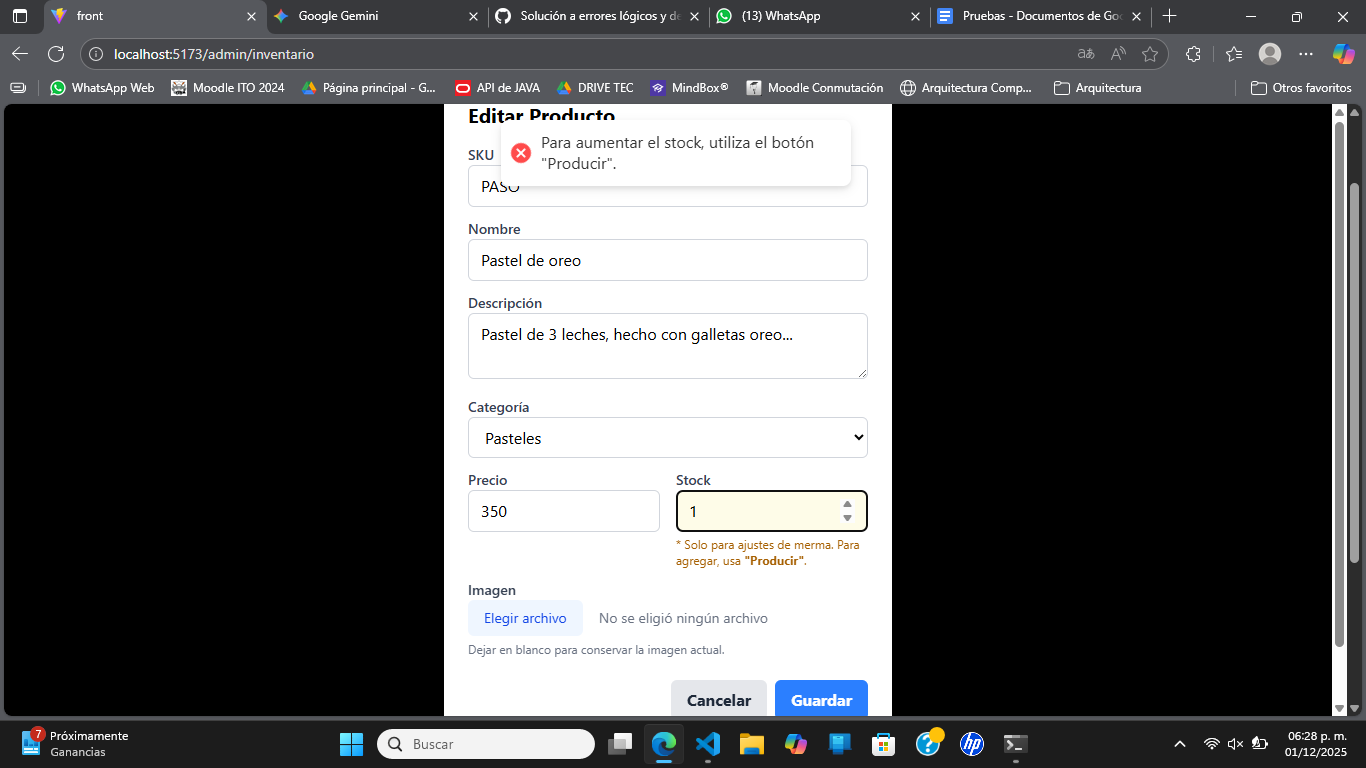 front
Google Gemini
Solución a errores lógicos y de
(13) WhatsApp
Pruebas - Documentos de Goo
localhost:5173/admin/inventario
WhatsApp Web
Moodle ITO 2024
Página principal - G...
API de JAVA
DRIVE TEC
MindBox®
Moodle Conmutación
Arquitectura Comp...
Arquitectura
Otros favoritos
Editar Producto
Para aumentar el stock, utiliza el botón
"Producir".
SKU
PASO
Nombre
Pastel de oreo
Descripción
Pastel de 3 leches, hecho con galletas oreo...
Categoría
Pasteles
Precio
Stock
350
1
* Solo para ajustes de merma. Para
agregar, usa "Producir".
Imagen
Elegir archivo
No se eligió ningún archivo
Dejar en blanco para conservar la imagen actual.
Cancelar
Guardar
7
Próximamente
Ganancias
Buscar
hp
06:28 p. m.
01/12/2025